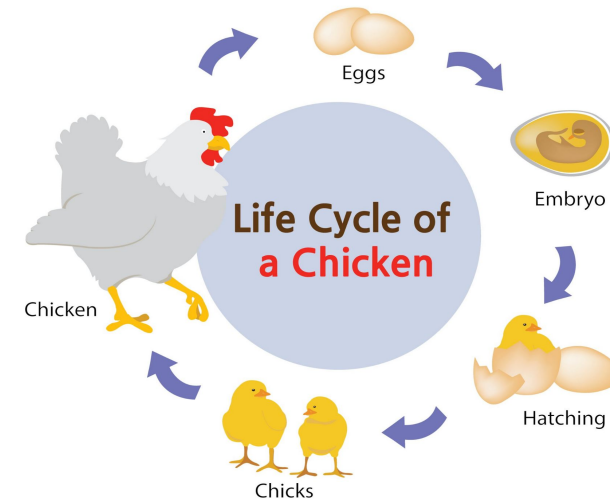 Life Cycle of
a Chicken
Eggs
Embryo
Hatching
Chicks
Chicken